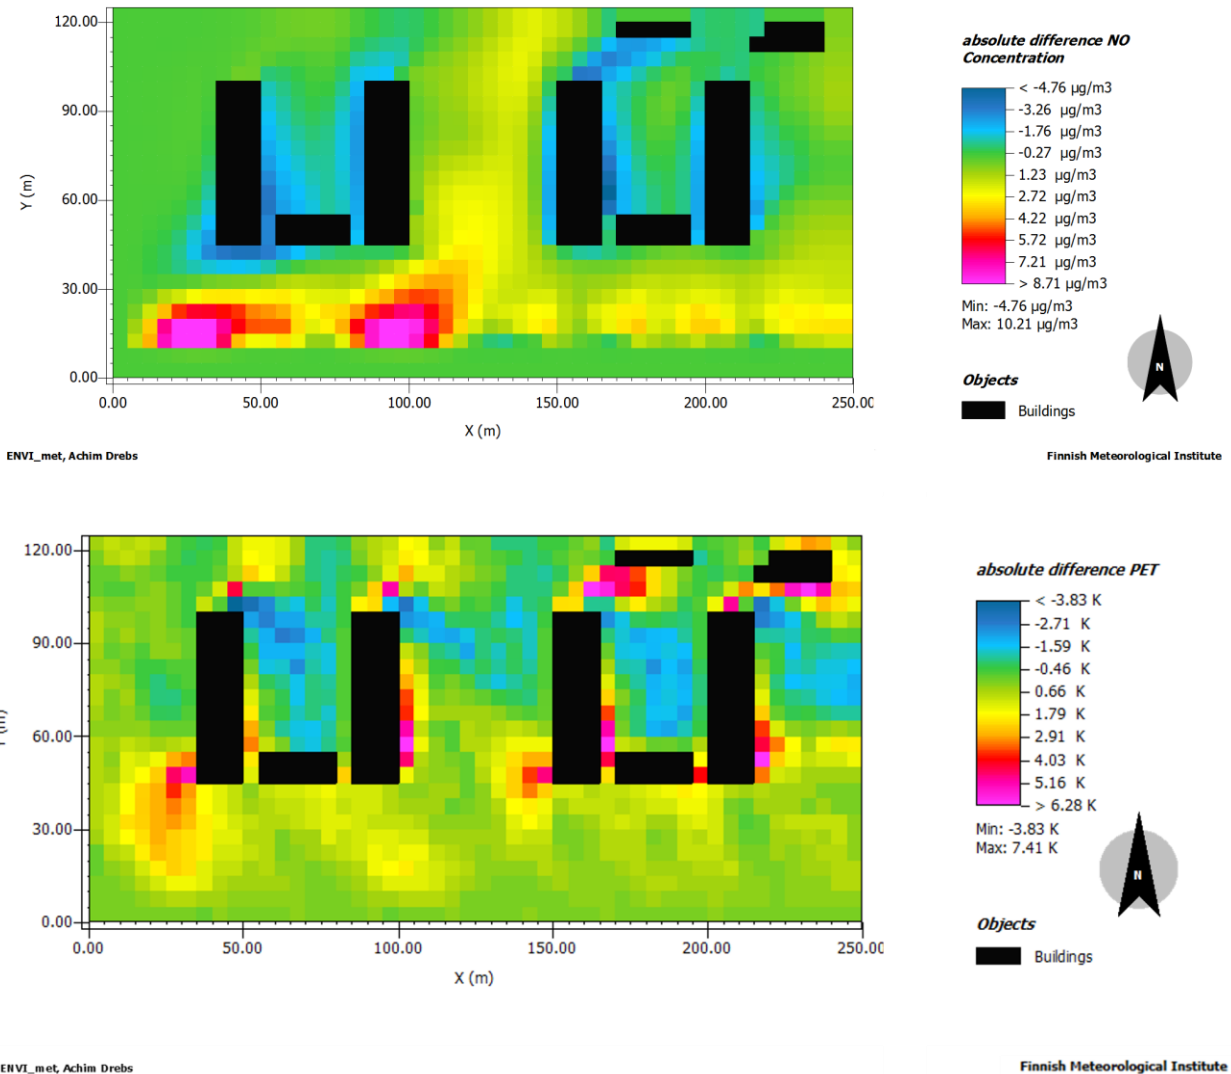 120.00
90.00
60.00
30.00
0.00
Y (m)
0.00 50.00 100.00 150.00 200.00 250.00
X (m)
absolute difference NO
Concentration
< -4.76 µg/m3
-3.26 µg/m3
-1.76 µg/m3
-0.27 µg/m3
1.23 µg/m3
2.72 µg/m3
4.22 µg/m3
5.72 µg/m3
7.21 µg/m3
> 8.71 µg/m3
Min: -4.76 µg/m3
Max: 10.21 µg/m3
N
Objects
Buildings
ENVI_met, Achim Drebs
Finnish Meteorological Institute
120.00
90.00
60.00
30.00
0.00
(m)
0.00 50.00 100.00 150.00 200.00 250.00
X (m)
absolute difference PET
< -3.83 K
-2.71 K
-1.59 K
-0.46 K
0.66 K
1.79 K
2.91 K
4.03 K
5.16 K
> 6.28 K
Min: -3.83 K
Max: 7.41 K
N
Objects
Buildings
ENVI_met, Achim Drebs
Finnish Meteorological Institute